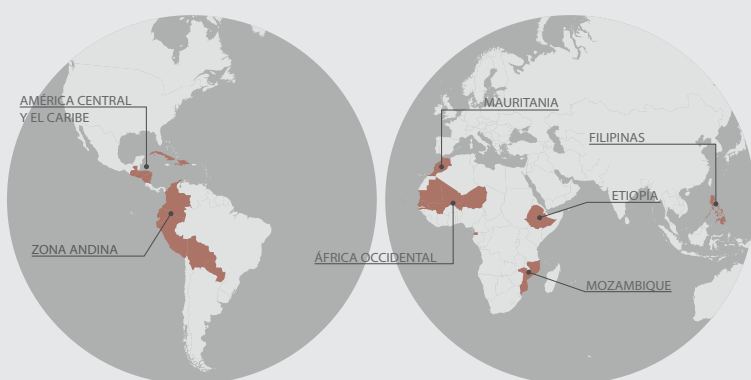 AMÉRICA CENTRAL
Y EL CARIBE
ZONA ANDINA
MAURITANIA
FILIPINAS
ETIOPÍA
ÁFRICA OCCIDENTAL
MOZAMBIQUE